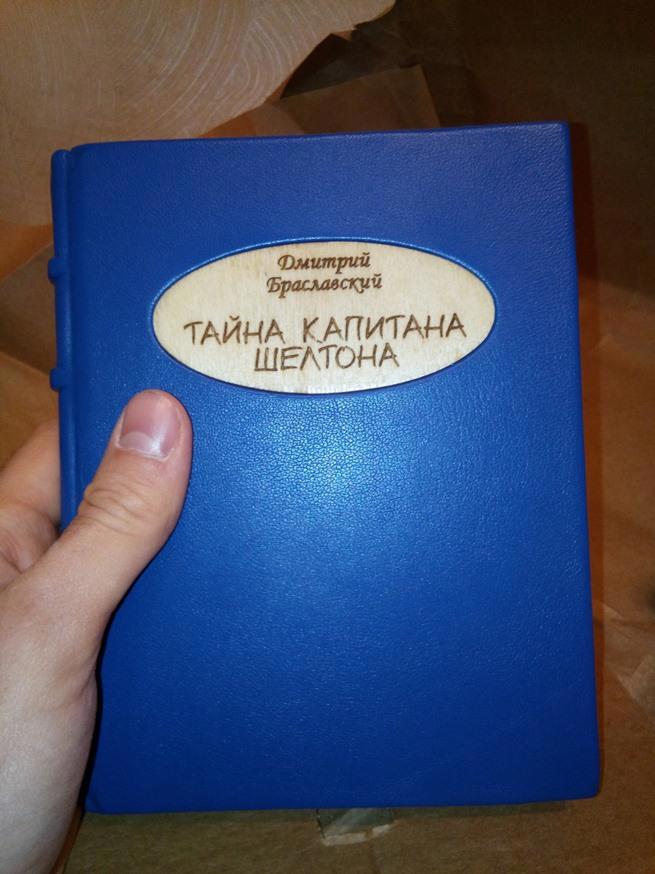 Дмитрий
Браславский
ТАЙНА КАПИТАНА
ШЕЛТОНА